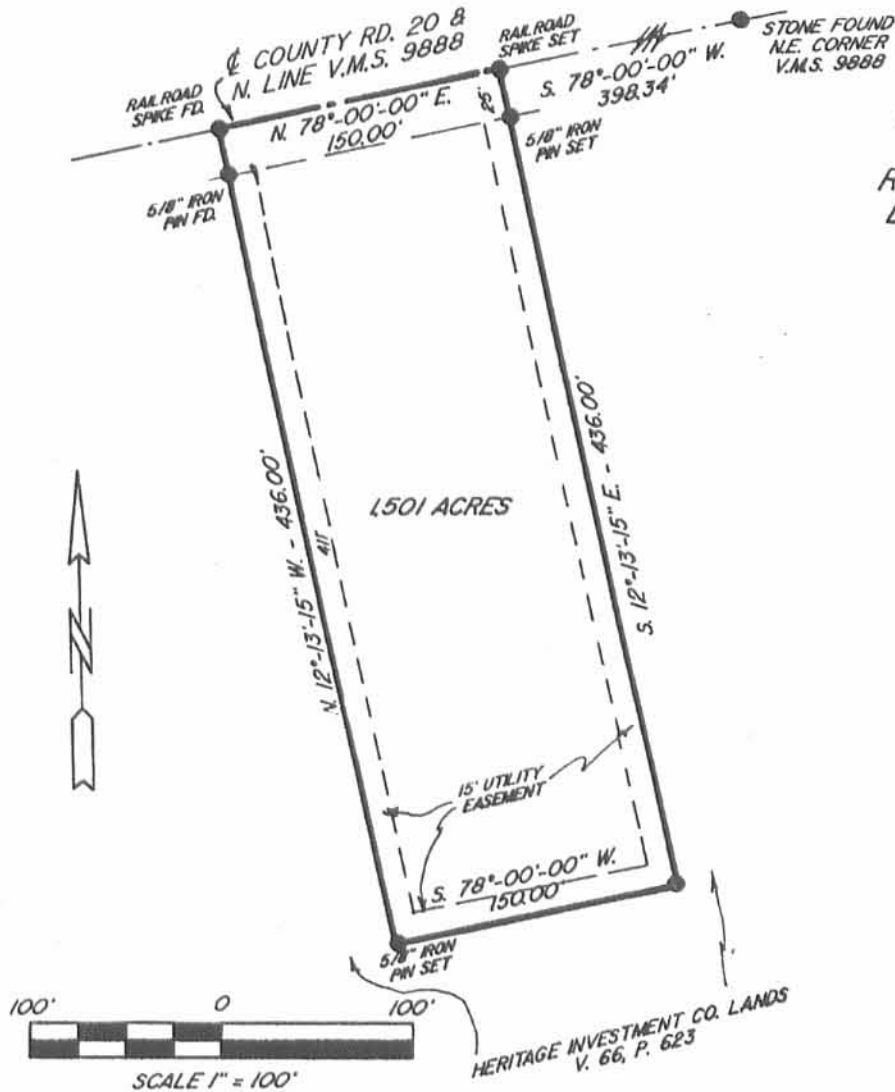 ℄ COUNTY RD. 20 &
N. LINE V.M.S. 9888
RAILROAD
SPIKE SET
STONE FOUND
N.E. CORNER
V.M.S. 9888
RAILROAD
SPIKE FD.
N. 78°-00'-00" E.
150.00'
25'
S. 78°-00'-00" W.
398.34'
5/8" IRON
PIN SET
5/8" IRON
PIN FD.
N. 12°-13'-15" W. - 436.00'
411'
1.501 ACRES
S. 12°-13'-15" E. - 436.00'
N
15' UTILITY
EASEMENT
S. 78°-00'-00" W.
150.00'
5/8" IRON
PIN SET
HERITAGE INVESTMENT CO. LANDS
V. 66, P. 623
100' 0 100'
SCALE 1" = 100'